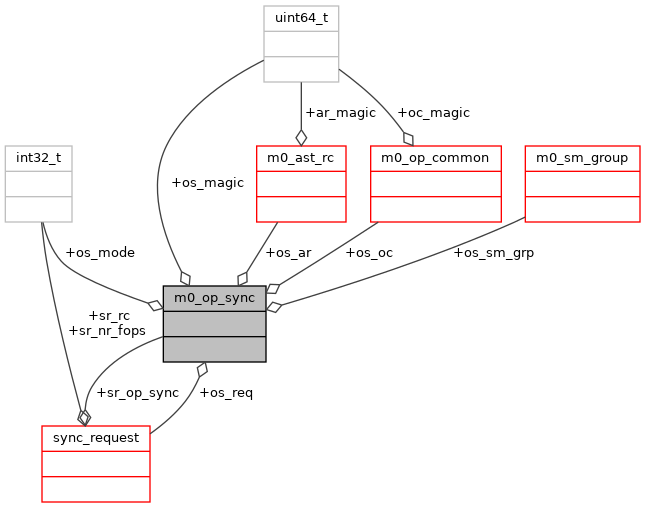 uint64_t
+ar_magic
+oc_magic
int32_t
m0_ast_rc
m0_op_common
m0_sm_group
+os_magic
+os_mode
+os_ar
+os_oc
+os_sm_grp
m0_op_sync
+sr_rc
+sr_nr_fops
+sr_op_sync
+os_req
sync_request